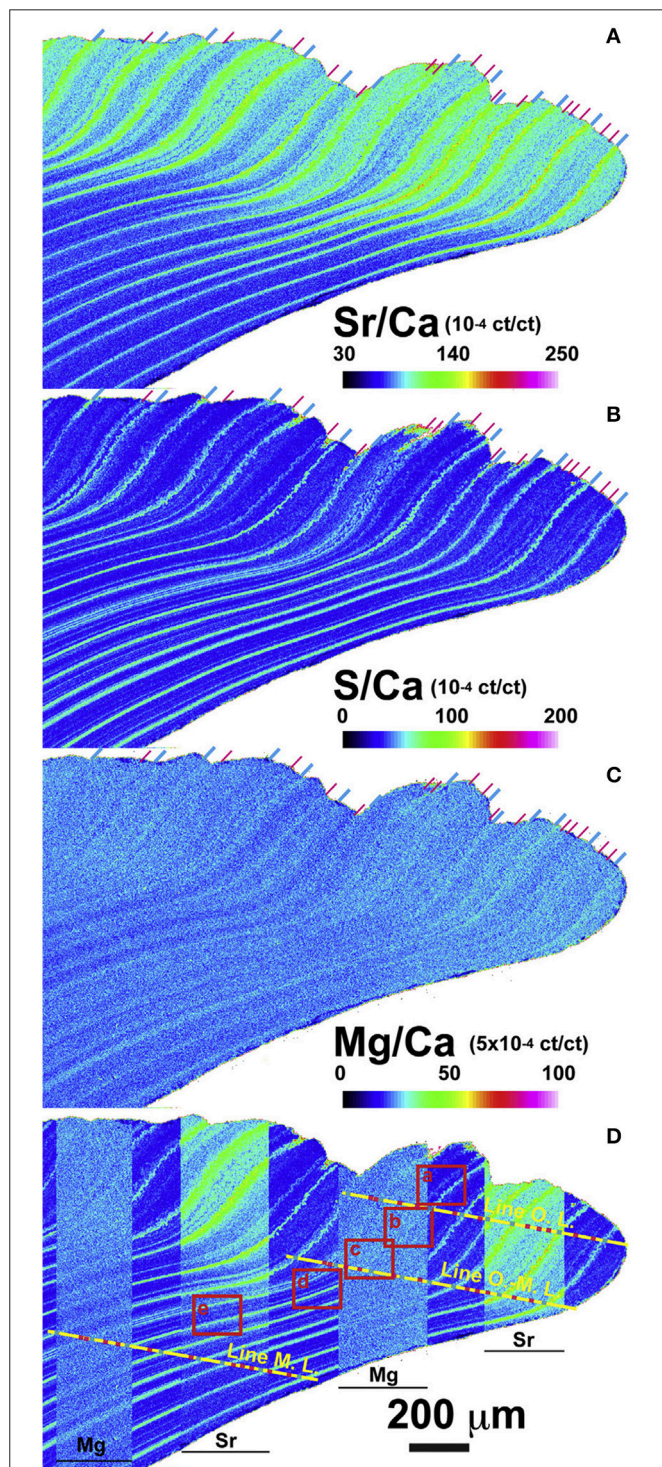 A
Sr/Ca (10-4 ct/ct)
30 140 250
B
S/Ca (10-4 ct/ct)
0 100 200
C
Mg/Ca (5x10-4 ct/ct)
0 50 100
D
a
Line O. L.
b
c
d
Line O.-M. L.
e
Line M. L.
Sr
Mg
200 μm
Mg
Sr